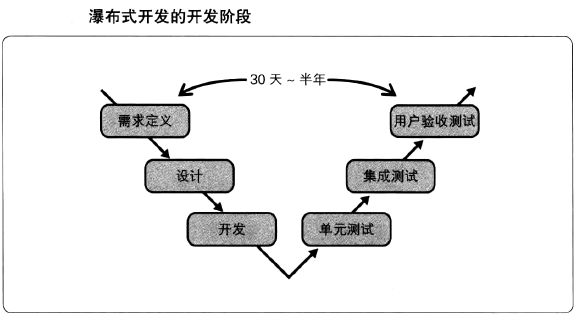 瀑布式开发的开发阶段
30 天 ~ 半年
需求定义
用户验收测试
设计
集成测试
开发
单元测试